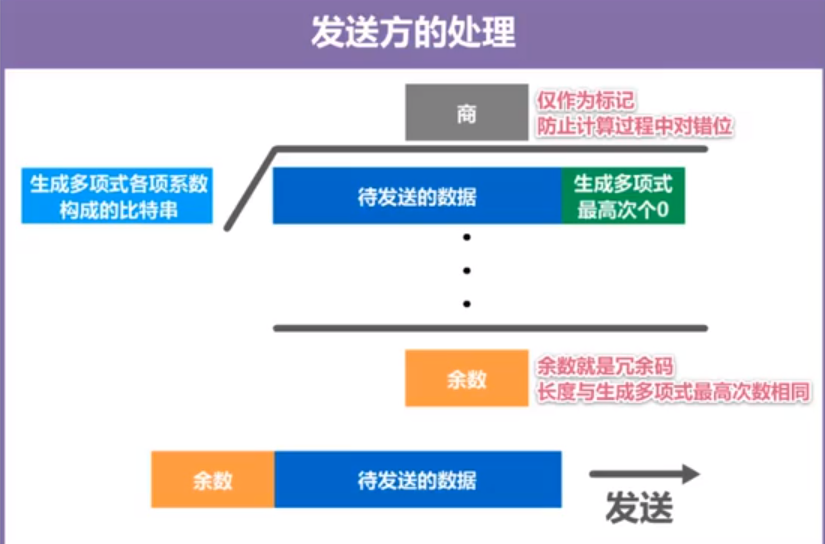 发送方的处理
商
仅作为标记
防止计算过程中对错位
生成多项式各项系数
构成的比特串
待发送的数据
生成多项式
最高次个0
余数
余数就是冗余码
长度与生成多项式最高次数相同
余数
待发送的数据
发送